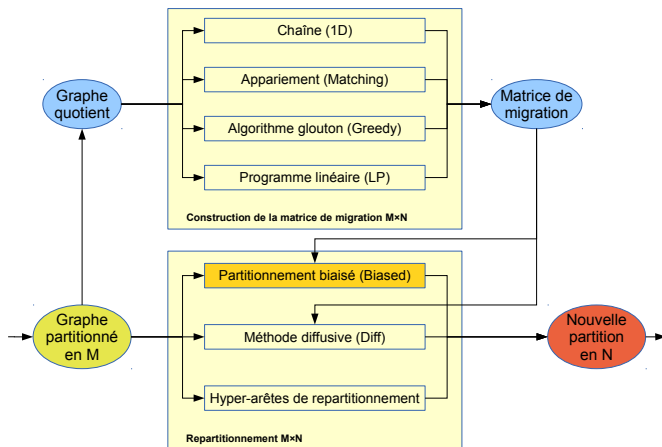 Chaîne (1D)
Appariement (Matching)
Algorithme glouton (Greedy)
Programme linéaire (LP)
Construction de la matrice de migration M×N
Graphe
quotient
Matrice de
migration
Partitionnement biaisé (Biased)
Méthode diffusive (Diff)
Hyper-arêtes de repartitionnement
Repartitionnement M×N
Graphe
partitionné
en M
Nouvelle
partition
en N